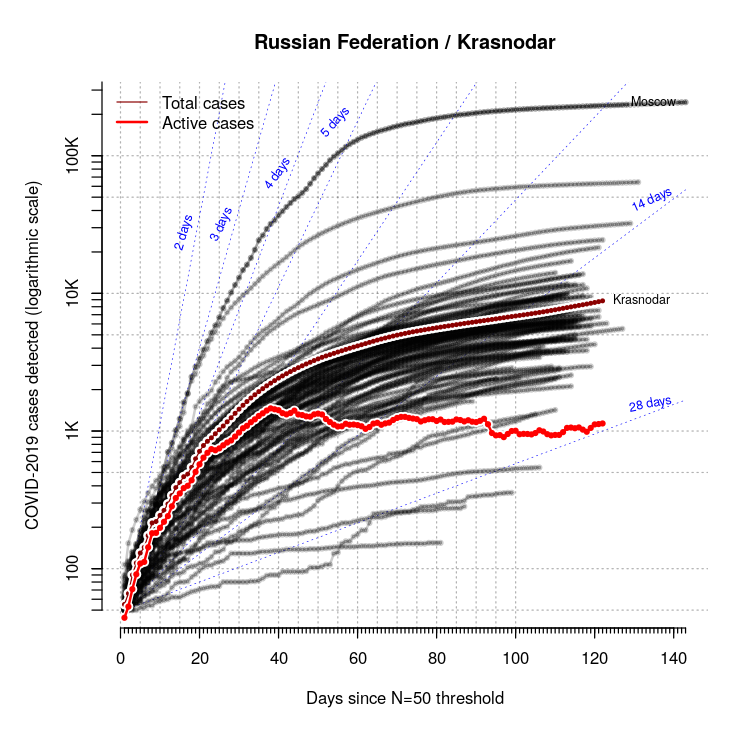 Russian Federation / Krasnodar
Total cases
Active cases
Moscow
5 days
4 days
14 days
3 days
2 days
Krasnodar
28 days
COVID-2019 cases detected (logarithmic scale)
100K
10K
1K
100
0 20 40 60 80 100 120 140
Days since N=50 threshold